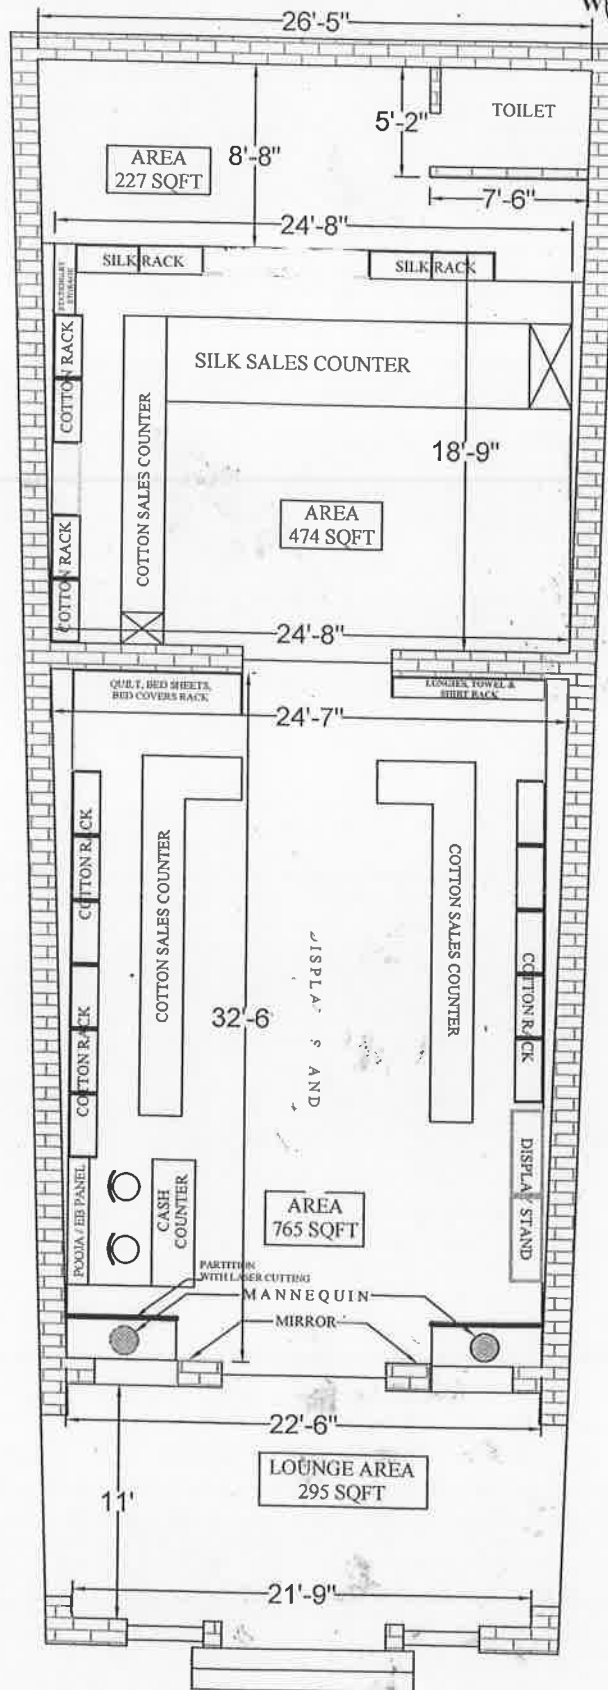 26'-5"
TOILET
5'-2"
AREA
227 SQFT
8'-8"
7'-6"
24'-8"
SILK RACK
SILK RACK
STATIONARY
STORAGE
COTTON RACK
SILK SALES COUNTER
COTTON SALES COUNTER
18'-9"
AREA
474 SQFT
COTTON RACK
24'-8"
QUILT, BED SHEETS,
BED COVERS RACK
LUNGIES, TOWEL &
SHIRT RACK
24'-7"
COTTON RACK
COTTON SALES COUNTER
COTTON SALES COUNTER
COTTON RACK
32'-6
COTTON RACK
DISPLAY STAND
POOJA / EB PANEL
CASH
COUNTER
AREA
765 SQFT
PARTITION
WITH LASER CUTTING
MANNEQUIN
MIRROR
22'-6"
LOUNGE AREA
295 SQFT
11'
21'-9"